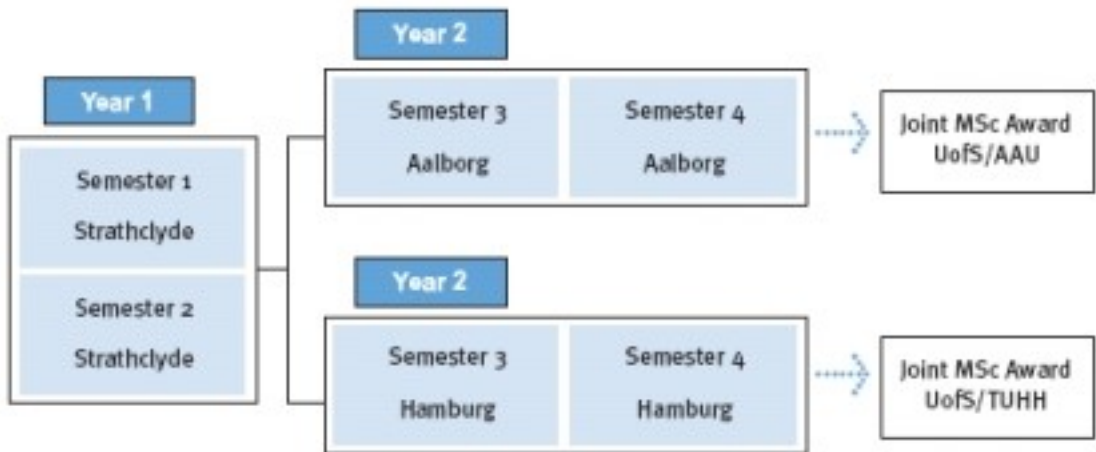 Year 1
Semester 1
Strathclyde
Semester 2
Strathclyde
Year 2
Semester 3
Aalborg
Semester 4
Aalborg
Joint MSc Award
UofS/AAU
Year 2
Semester 3
Hamburg
Semester 4
Hamburg
Joint MSc Award
UofS/TUHH